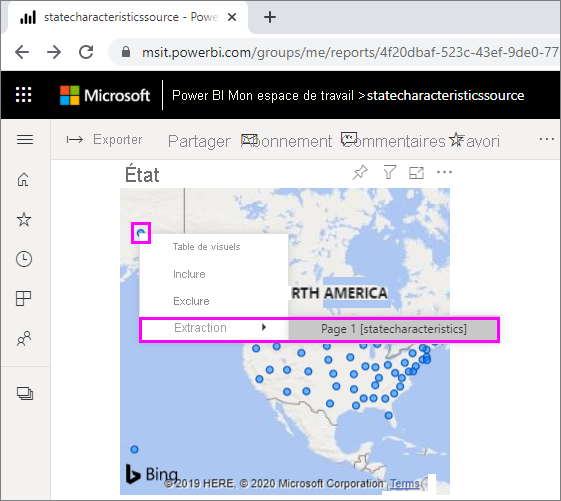 statecharacteristicssource - Pow
msit.powerbi.com/groups/me/reports/4f20dbaf-523c-43ef-9de0-77
Microsoft Power BI Mon espace de travail >statecharacteristicssource
Exporter Partager Abonnement Commentaires Favori
État
Table de visuels
Inclure
Exclure
RTH AMERICA
Extraction Page 1 [statecharacteristics]
Bing
© 2019 HERE, © 2020 Microsoft Corporation Terms